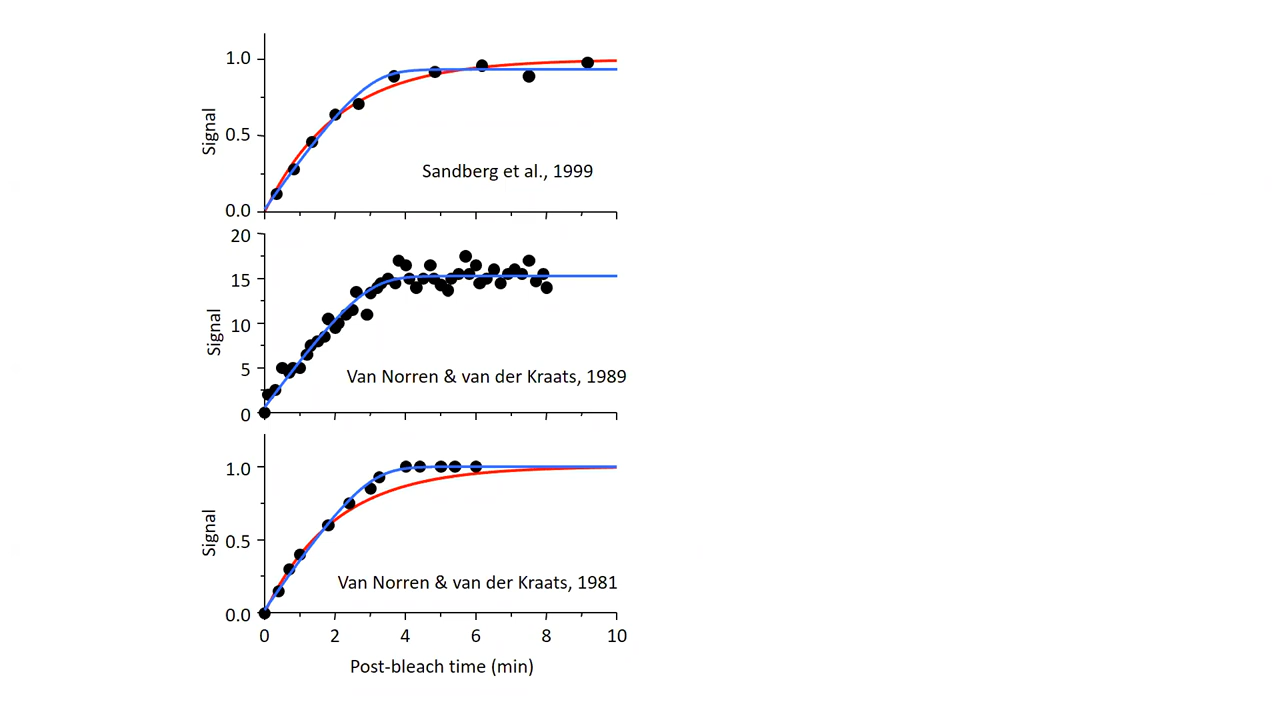 1.0
0.5
0.0
Signal
Sandberg et al., 1999
20
15
10
5
0
Signal
Van Norren & van der Kraats, 1989
1.0
0.5
0.0
Signal
Van Norren & van der Kraats, 1981
0 2 4 6 8 10
Post-bleach time (min)